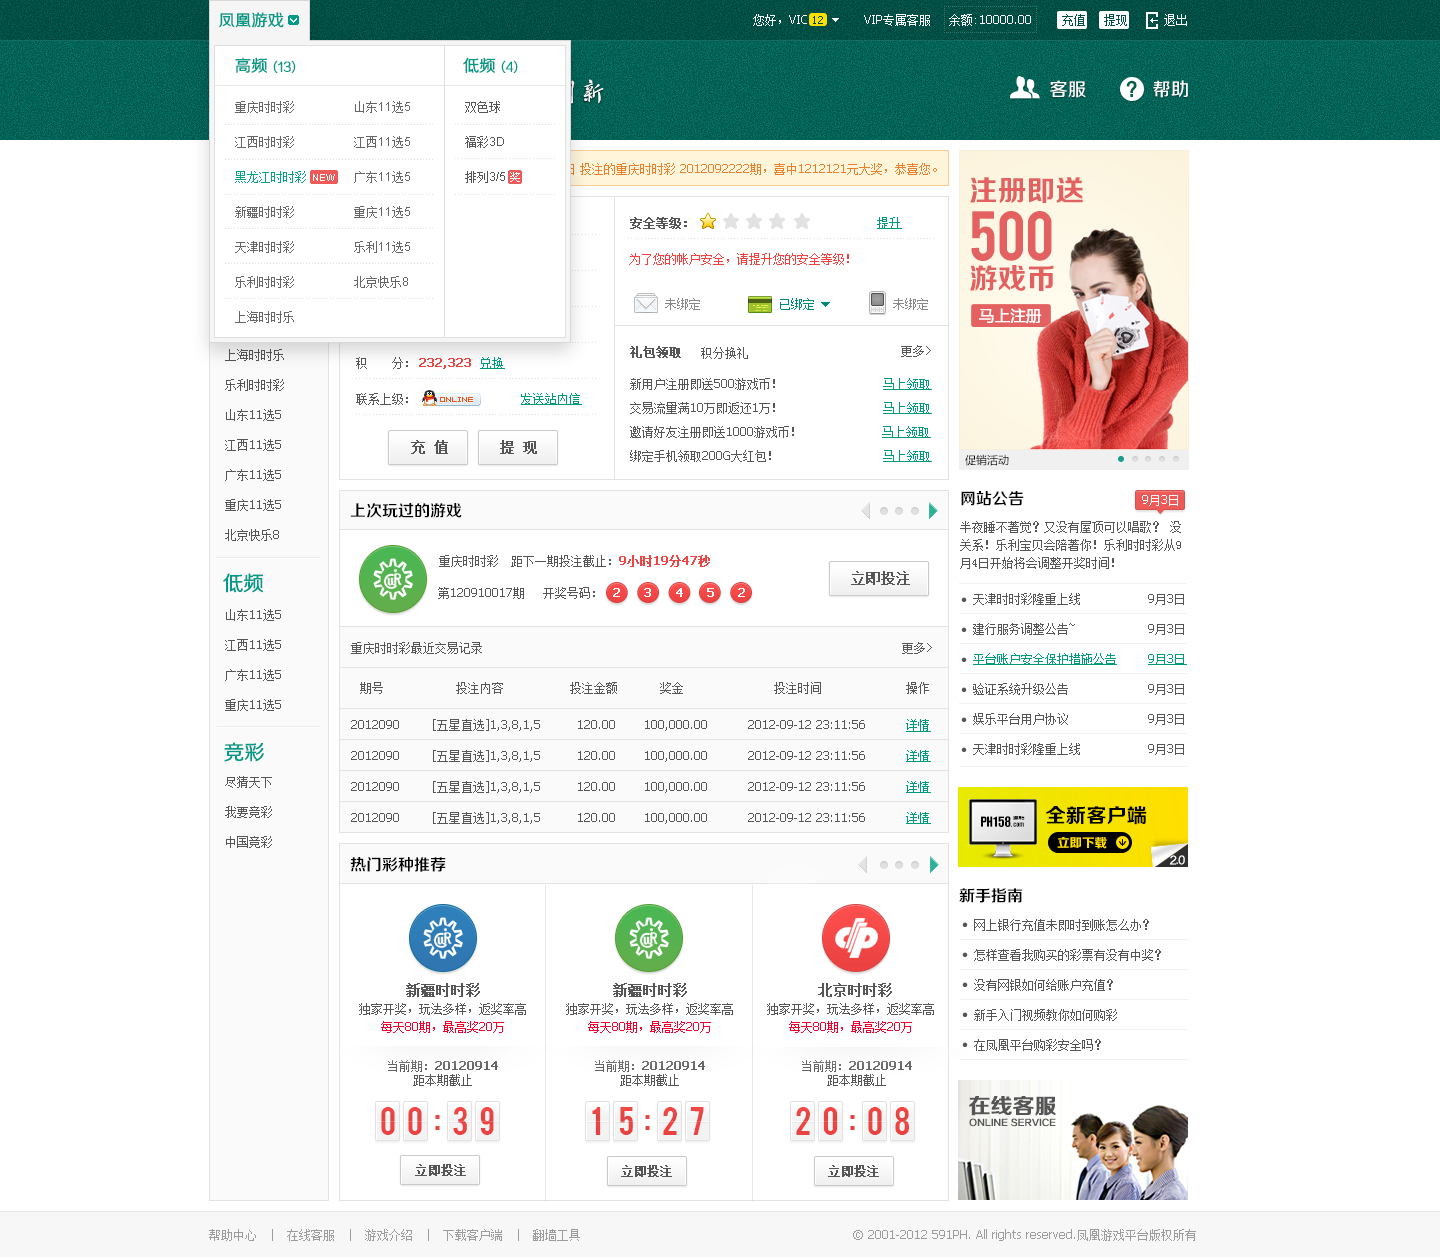 凤凰游戏
您好，VIC12
VIP专属客服
余额:10000.00
充值
提现
退出
高频 (13)
低频 (4)
新
客服
帮助
重庆时时彩
山东11选5
双色球
江西时时彩
江西11选5
福彩3D
黑龙江时时彩 NEW
广东11选5
排列3/5 奖
新疆时时彩
重庆11选5
天津时时彩
乐利11选5
乐利时时彩
北京快乐8
上海时时乐
投注的重庆时时彩 2012092222期，喜中1212121元大奖，恭喜您。
安全等级：
提升
为了您的帐户安全，请提升您的安全等级！
未绑定
已绑定
未绑定
上海时时乐
乐利时时彩
山东11选5
江西11选5
广东11选5
重庆11选5
北京快乐8
低频
山东11选5
江西11选5
广东11选5
重庆11选5
竞彩
尽猜天下
我要竞彩
中国竞彩
积 分：232,323 兑换
联系上级：ONLINE
发送站内信
充 值
提 现
礼包领取 积分换礼
更多>
新用户注册即送500游戏币！
马上领取
交易流量满10万即返还1万！
马上领取
邀请好友注册即送1000游戏币！
马上领取
绑定手机领取200G大红包！
马上领取
上次玩过的游戏
重庆时时彩 距下一期投注截止：9小时19分47秒
第120910017期 开奖号码：2 3 4 5 2
立即投注
重庆时时彩最近交易记录
更多>
期号 投注内容 投注金额 奖金 投注时间 操作
2012090 [五星直选]1,3,8,1,5 120.00 100,000.00 2012-09-12 23:11:56 详情
2012090 [五星直选]1,3,8,1,5 120.00 100,000.00 2012-09-12 23:11:56 详情
2012090 [五星直选]1,3,8,1,5 120.00 100,000.00 2012-09-12 23:11:56 详情
2012090 [五星直选]1,3,8,1,5 120.00 100,000.00 2012-09-12 23:11:56 详情
热门彩种推荐
新疆时时彩
独家开奖，玩法多样，返奖率高
每天80期，最高奖20万
当前期：20120914
距本期截止
00:39
立即投注
新疆时时彩
独家开奖，玩法多样，返奖率高
每天80期，最高奖20万
当前期：20120914
距本期截止
15:27
立即投注
北京时时彩
独家开奖，玩法多样，返奖率高
每天80期，最高奖20万
当前期：20120914
距本期截止
20:08
立即投注
注册即送
500
游戏币
马上注册
促销活动
网站公告
9月3日
半夜睡不著觉？又没有屋顶可以唱歌？ 没
关系！乐利宝贝会陪著你！乐利时时彩从9
月4日开始将会调整开奖时间！
天津时时彩隆重上线 9月3日
建行服务调整公告~ 9月3日
平台账户安全保护措施公告 9月3日
验证系统升级公告 9月3日
娱乐平台用户协议 9月3日
天津时时彩隆重上线 9月3日
PH158.com
全新客户端
立即下载
2.0
新手指南
网上银行充值未即时到账怎么办？
怎样查看我购买的彩票有没有中奖？
没有网银如何给账户充值？
新手入门视频教你如何购彩
在凤凰平台购彩安全吗？
在线客服
ONLINE SERVICE
帮助中心 | 在线客服 | 游戏介绍 | 下载客户端 | 翻墙工具
© 2001-2012 591PH. All rights reserved.凤凰游戏平台版权所有